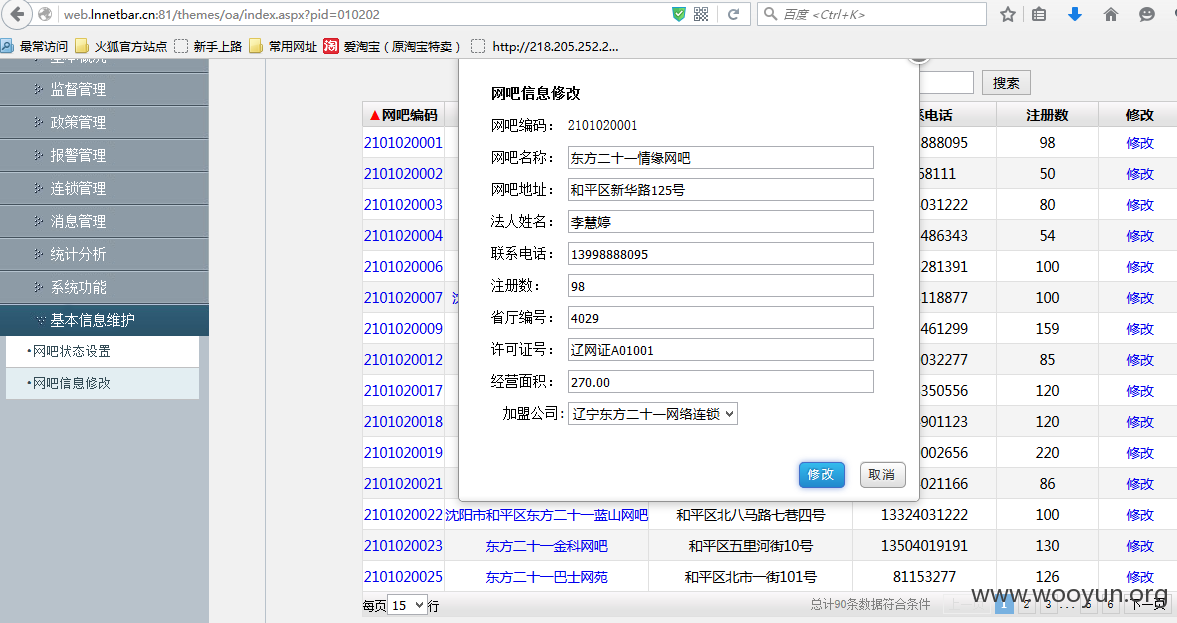 web.lnnetbar.cn:81/themes/oa/index.aspx?pid=010202
百度 <Ctrl+K>
最常访问 火狐官方站点 新手上路 常用网址 淘 爱淘宝（原淘宝特卖） http://218.205.252.2...
基本概况
监督管理
政策管理
报警管理
连锁管理
消息管理
统计分析
系统功能
基本信息维护
•网吧状态设置
•网吧信息修改
搜索
网吧信息修改
网吧编码： 2101020001
网吧名称： 东方二十一情缘网吧
网吧地址： 和平区新华路125号
法人姓名： 李慧婷
联系电话： 13998888095
注册数： 98
省厅编号： 4029
许可证号： 辽网证A01001
经营面积： 270.00
加盟公司： 辽宁东方二十一网络连锁
修改 取消
▲网吧编码 系电话 注册数 修改
2101020001 888095 98 修改
2101020002 68111 50 修改
2101020003 031222 80 修改
2101020004 486343 54 修改
2101020006 281391 100 修改
2101020007 118877 100 修改
2101020009 461299 159 修改
2101020012 032277 85 修改
2101020017 350556 120 修改
2101020018 901123 120 修改
2101020019 002656 220 修改
2101020021 021166 86 修改
2101020022 沈阳市和平区东方二十一蓝山网吧 和平区北八马路七巷四号 13324031222 100 修改
2101020023 东方二十一金科网吧 和平区五里河街10号 13504019191 130 修改
2101020025 东方二十一巴士网苑 和平区北市一街101号 81153277 126 修改
每页 15 行 总计90条数据符合条件 上一页 1 2 3 ... 5 6 下一页
www.wooyun.org